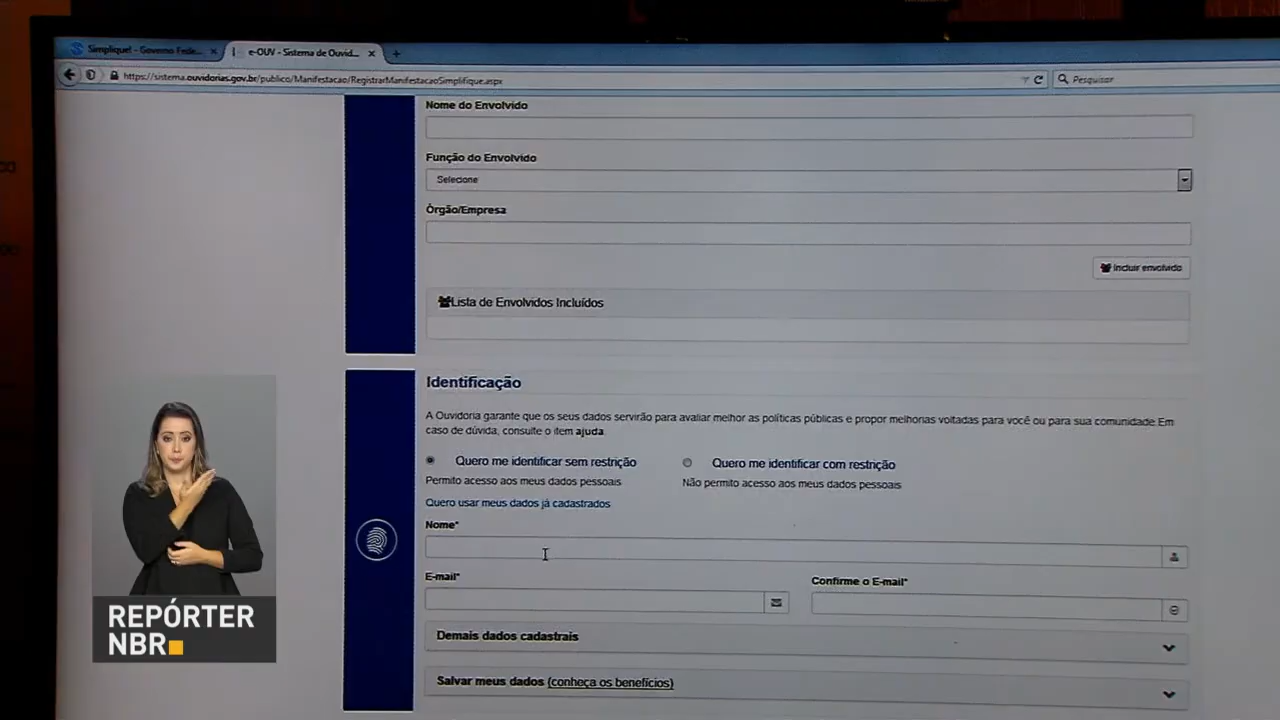 Simplique! - Governo Fede...
e-OUV - Sistema de Ouvid...
https://sistema.ouvidorias.gov.br/publico/Manifestacao/RegistrarManifestacaoSimplifique.aspx
Pesquisar
Nome do Envolvido
Função do Envolvido
Selecione
Órgão/Empresa
Incluir envolvido
Lista de Envolvidos Incluídos
Identificação
A Ouvidoria garante que os seus dados servirão para avaliar melhor as políticas públicas e propor melhorias voltadas para você ou para sua comunidade.Em
caso de dúvida, consulte o item ajuda.
Quero me identificar sem restrição
Quero me identificar com restrição
Permito acesso aos meus dados pessoais
Não permito acesso aos meus dados pessoais
Quero usar meus dados já cadastrados
Nome*
E-mail*
Confirme o E-mail*
Demais dados cadastrais
Salvar meus dados (conheça os benefícios)
REPÓRTER
NBR